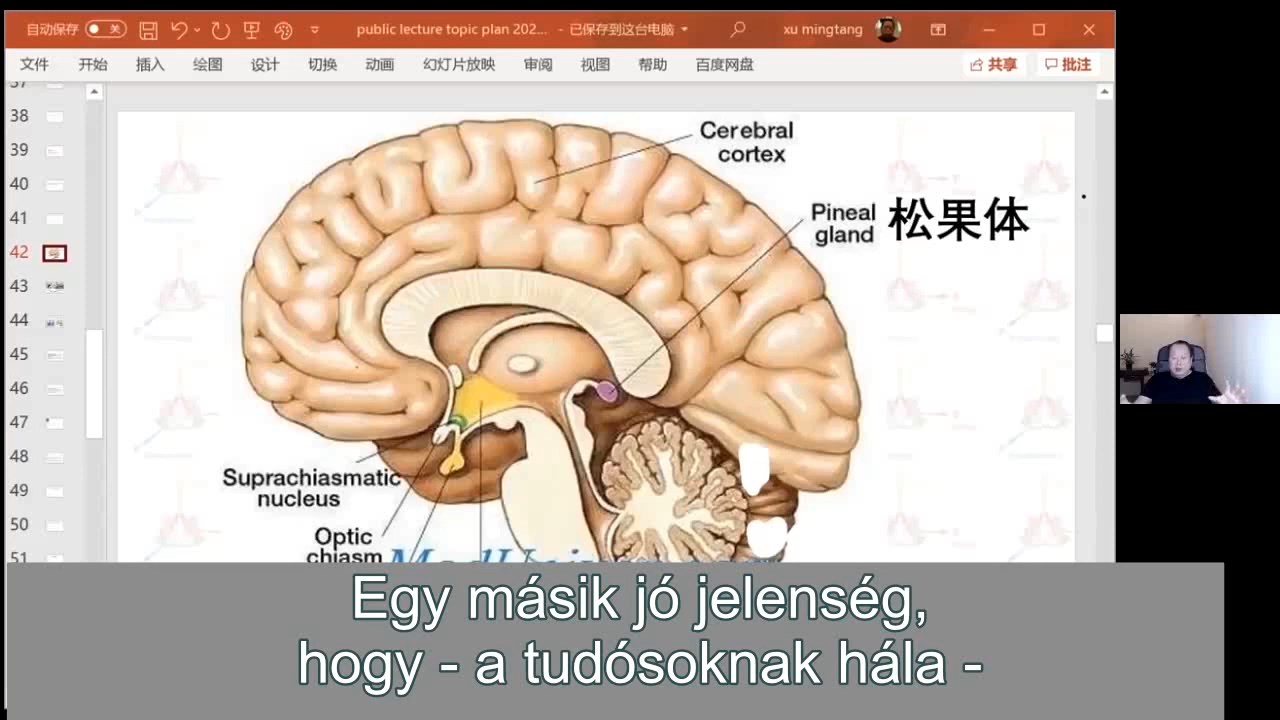 自动保存 关 public lecture topic plan 202... - 已保存到这台电脑 xu mingtang
文件 开始 插入 绘图 设计 切换 动画 幻灯片放映 审阅 视图 帮助 百度网盘 共享 批注
38
39
40
41
42
43
44
45
46
47
48
49
50
51
Cerebral
cortex
Pineal
gland
松果体
Suprachiasmatic
nucleus
Optic
chiasm
Egy másik jó jelenség,
hogy - a tudósoknak hála -